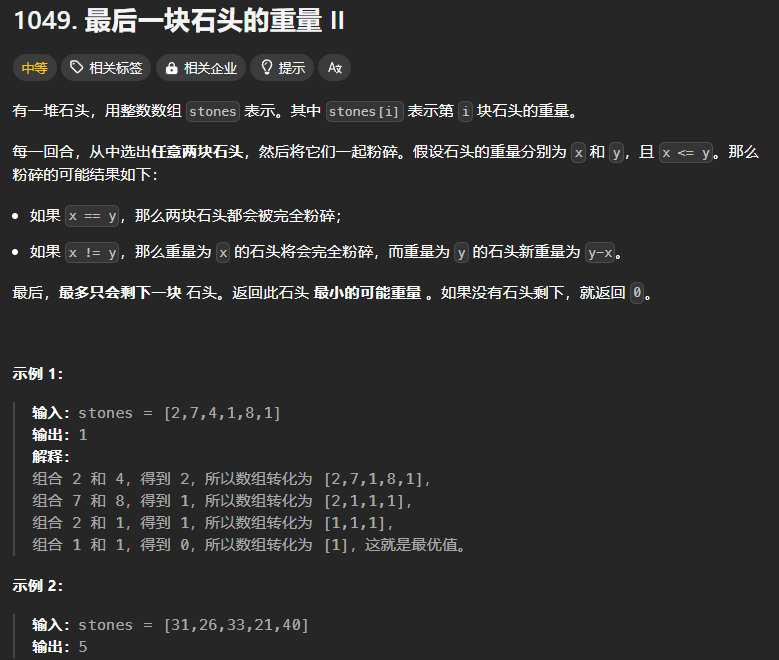 1049. 最后一块石头的重量 II
中等 相关标签 相关企业 提示 Aあ
有一堆石头，用整数数组 stones 表示。其中 stones[i] 表示第 i 块石头的重量。
每一回合，从中选出任意两块石头，然后将它们一起粉碎。假设石头的重量分别为 x 和 y，且 x <= y。那么
粉碎的可能结果如下：
• 如果 x == y，那么两块石头都会被完全粉碎；
• 如果 x != y，那么重量为 x 的石头将会完全粉碎，而重量为 y 的石头新重量为 y-x。
最后，最多只会剩下一块 石头。返回此石头 最小的可能重量 。如果没有石头剩下，就返回 0。
示例 1：
输入：stones = [2,7,4,1,8,1]
输出：1
解释：
组合 2 和 4，得到 2，所以数组转化为 [2,7,1,8,1]，
组合 7 和 8，得到 1，所以数组转化为 [2,1,1,1]，
组合 2 和 1，得到 1，所以数组转化为 [1,1,1]，
组合 1 和 1，得到 0，所以数组转化为 [1]，这就是最优值。
示例 2：
输入：stones = [31,26,33,21,40]
输出：5